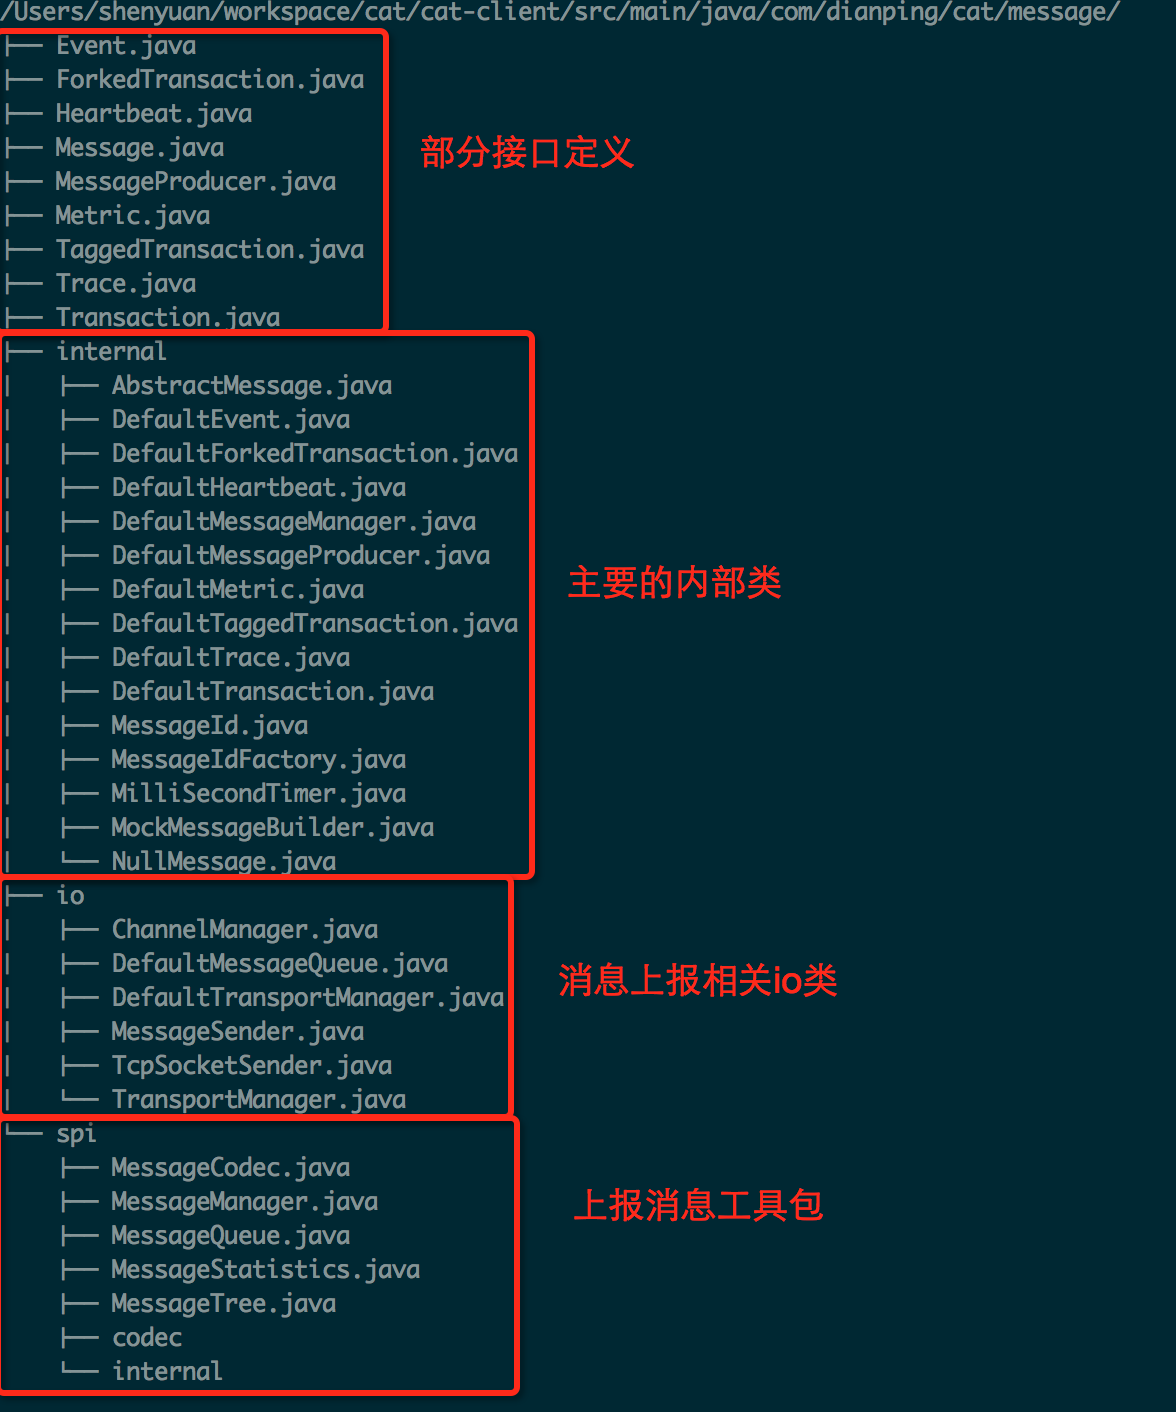 /Users/shenyuan/workspace/cat/cat-client/src/main/java/com/dianping/cat/message/
├── Event.java
├── ForkedTransaction.java
├── Heartbeat.java
├── Message.java
├── MessageProducer.java
├── Metric.java
├── TaggedTransaction.java
├── Trace.java
├── Transaction.java
部分接口定义
├── internal
│   ├── AbstractMessage.java
│   ├── DefaultEvent.java
│   ├── DefaultForkedTransaction.java
│   ├── DefaultHeartbeat.java
│   ├── DefaultMessageManager.java
│   ├── DefaultMessageProducer.java
│   ├── DefaultMetric.java
│   ├── DefaultTaggedTransaction.java
│   ├── DefaultTrace.java
│   ├── DefaultTransaction.java
│   ├── MessageId.java
│   ├── MessageIdFactory.java
│   ├── MilliSecondTimer.java
│   ├── MockMessageBuilder.java
│   └── NullMessage.java
主要的内部类
├── io
│   ├── ChannelManager.java
│   ├── DefaultMessageQueue.java
│   ├── DefaultTransportManager.java
│   ├── MessageSender.java
│   ├── TcpSocketSender.java
│   └── TransportManager.java
消息上报相关io类
└── spi
    ├── MessageCodec.java
    ├── MessageManager.java
    ├── MessageQueue.java
    ├── MessageStatistics.java
    ├── MessageTree.java
    ├── codec
    └── internal
上报消息工具包